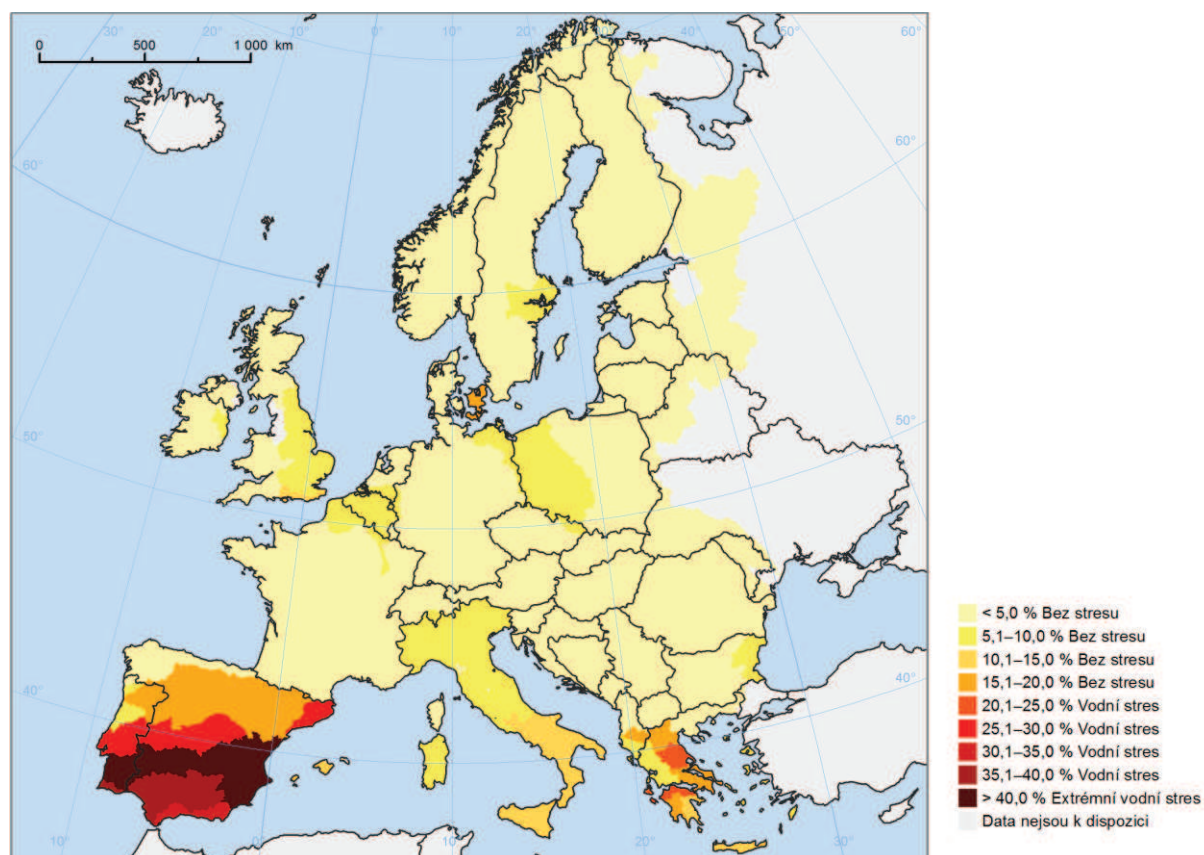 30° 20° 10° 0° 10° 20° 30° 40° 50° 60°
0 500 1 000 km
60°
60°
50°
50°
40°
40°
10° 0° 10° 20° 30°
< 5,0 % Bez stresu
5,1–10,0 % Bez stresu
10,1–15,0 % Bez stresu
15,1–20,0 % Bez stresu
20,1–25,0 % Vodní stres
25,1–30,0 % Vodní stres
30,1–35,0 % Vodní stres
35,1–40,0 % Vodní stres
> 40,0 % Extrémní vodní stres
Data nejsou k dispozici